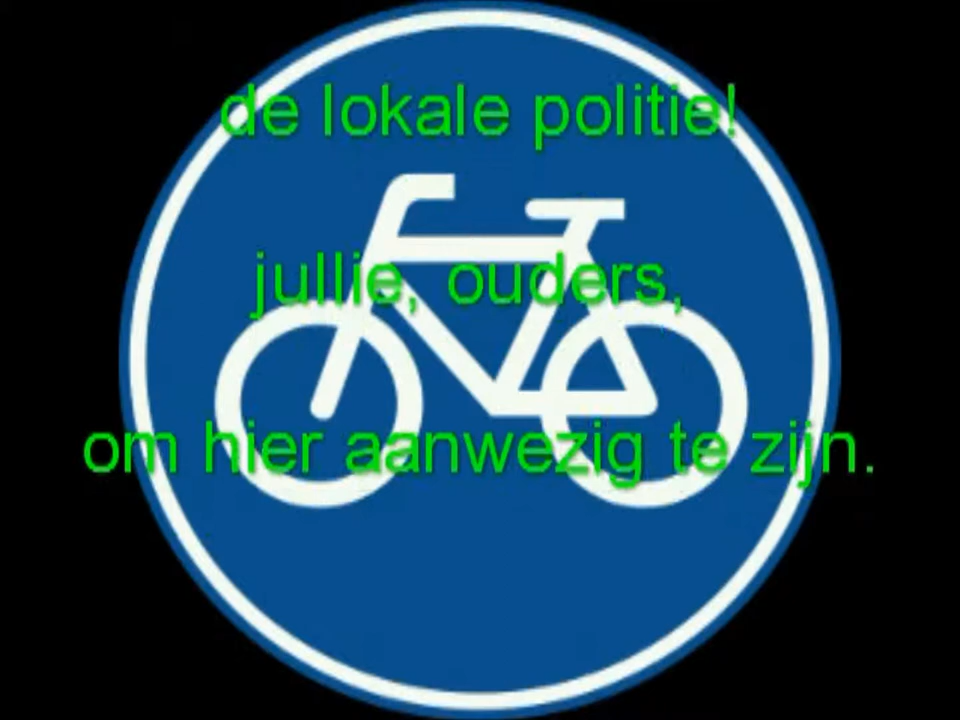 de lokale politie!
jullie, ouders,
om hier aanwezig te zijn.